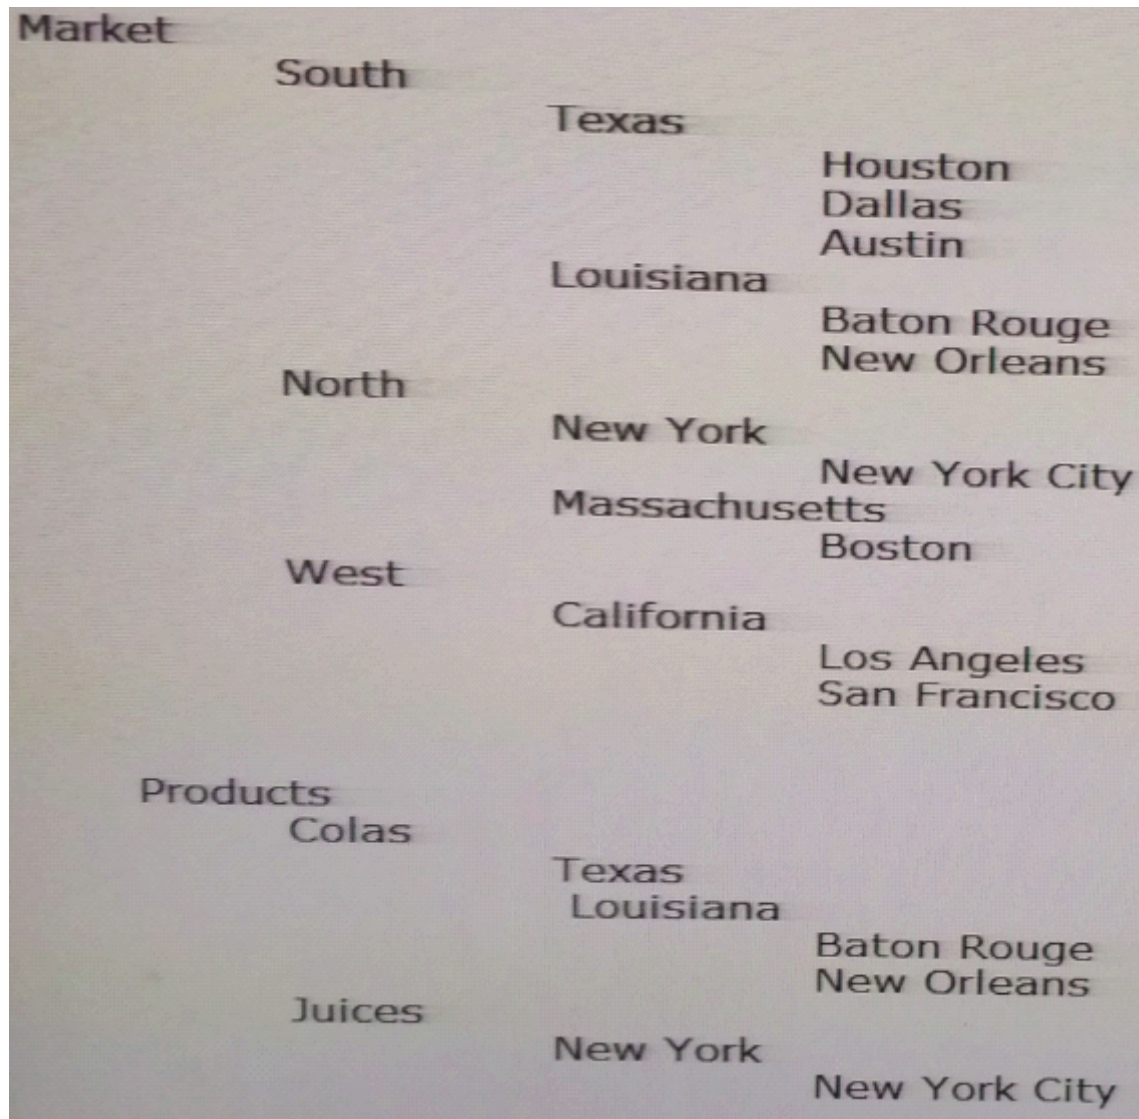 Market
South
Texas
Houston
Dallas
Austin
Louisiana
Baton Rouge
New Orleans
North
New York
New York City
Massachusetts
Boston
West
California
Los Angeles
San Francisco
Products
Colas
Texas
Louisiana
Baton Rouge
New Orleans
Juices
New York
New York City